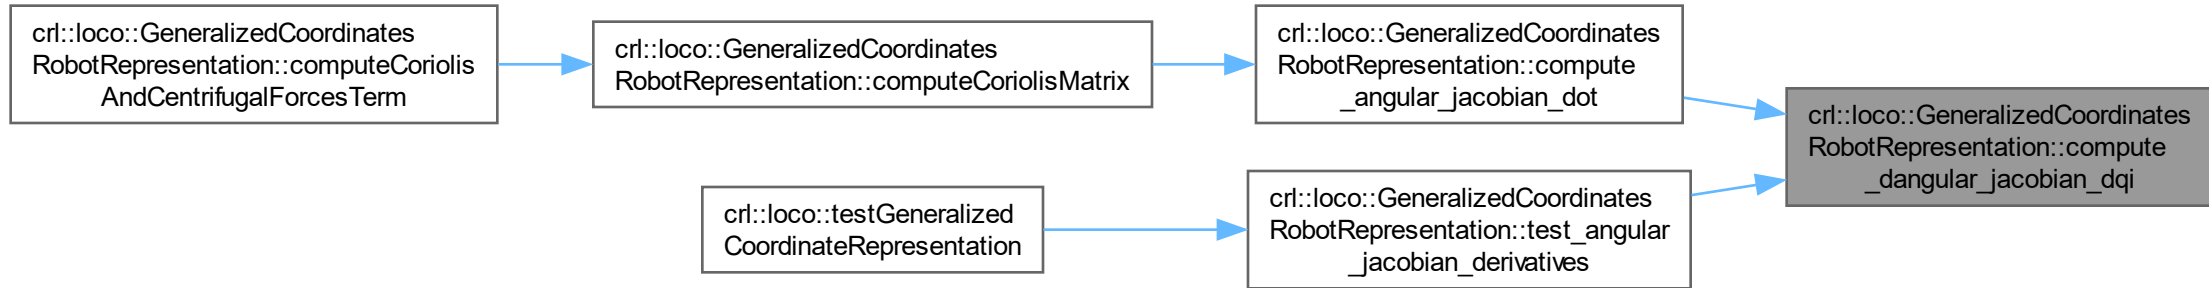 crl::loco::GeneralizedCoordinates
RobotRepresentation::computeCoriolis
AndCentrifugalForcesTerm
crl::loco::GeneralizedCoordinates
RobotRepresentation::computeCoriolisMatrix
crl::loco::GeneralizedCoordinates
RobotRepresentation::compute
_angular_jacobian_dot
crl::loco::GeneralizedCoordinates
RobotRepresentation::compute
_dangular_jacobian_dqi
crl::loco::testGeneralized
CoordinateRepresentation
crl::loco::GeneralizedCoordinates
RobotRepresentation::test_angular
_jacobian_derivatives